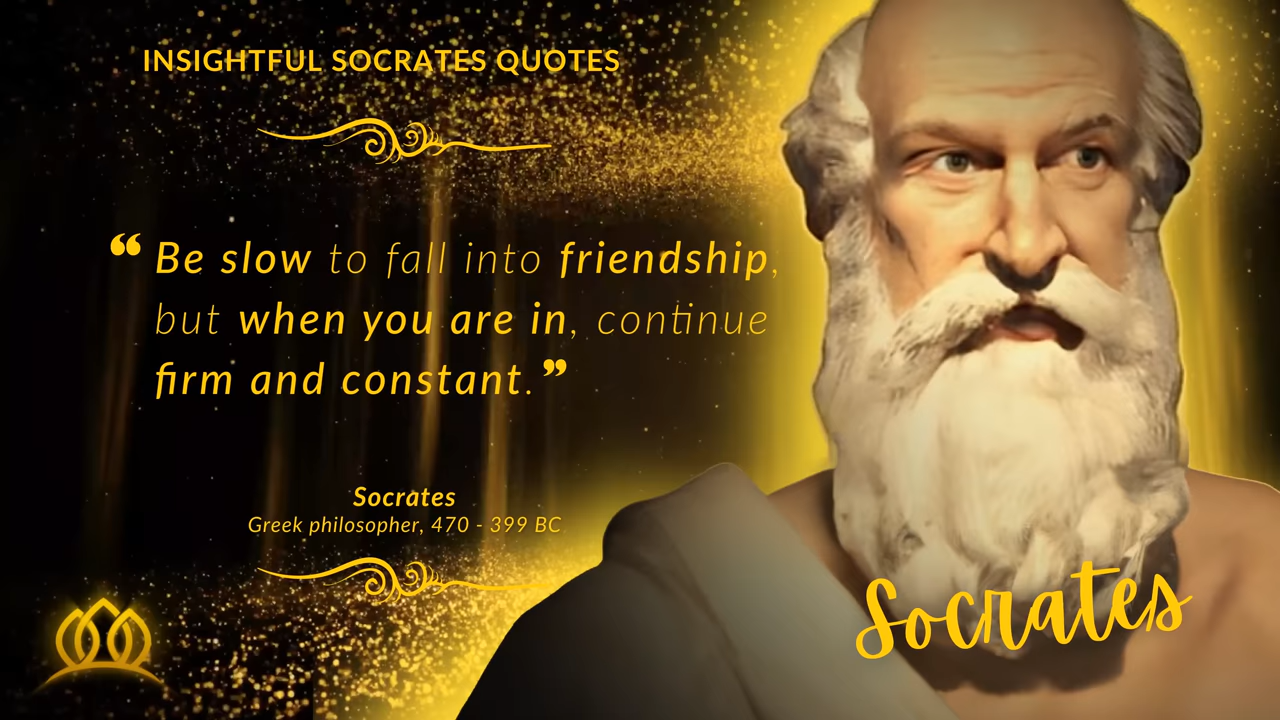 INSIGHTFUL SOCRATES QUOTES
“ Be slow to fall into friendship,
but when you are in, continue
firm and constant. ”
Socrates
Greek philosopher, 470 - 399 BC
Socrates